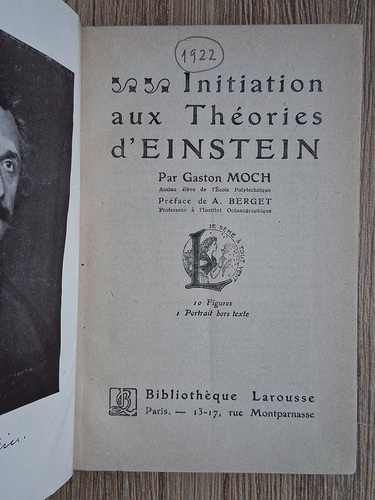 1922
Initiation
aux Théories
d'EINSTEIN
Par Gaston MOCH
Ancien élève de l'École Polytechnique
Préface de A. BERGET
Professeur à l'Institut Océanographique
JE SÈME À TOUT VENT
L
10 Figures
1 Portrait hors texte
Bibliothèque Larousse
Paris. — 13-17, rue Montparnasse